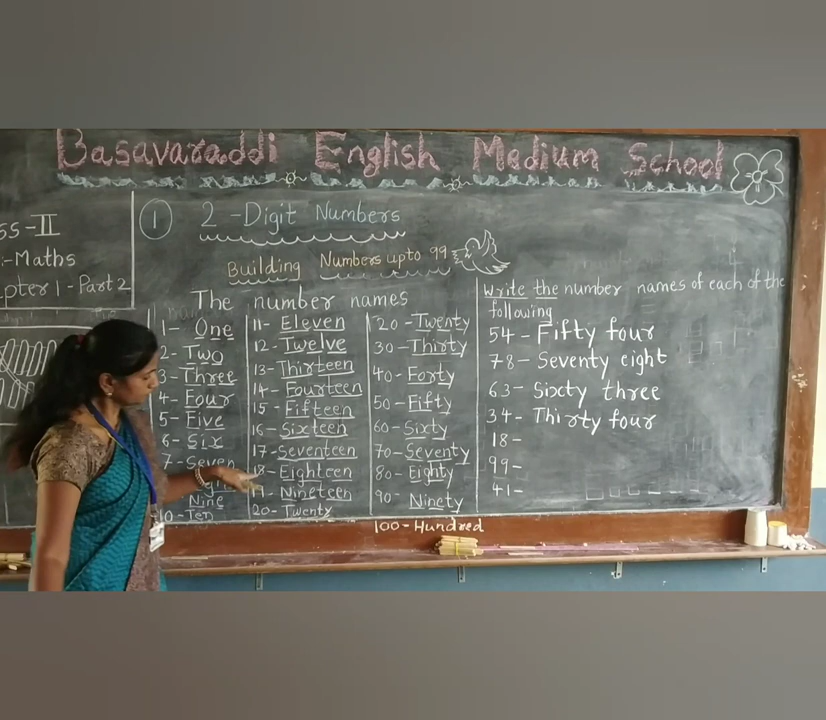 Basavaraddi English Medium School
ss-II
:-Maths
pter 1 - Part 2
1 2-Digit Numbers
Building Numbers upto 99
The number names
1- One
2- Two
3- Three
4- Four
5- Five
6- Six
7- Seven
Nine
10- Ten
11- Eleven
12- Twelve
13- Thirteen
14- Fourteen
15- Fifteen
16- Sixteen
17- Seventeen
18- Eighteen
19- Nineteen
20- Twenty
20- Twenty
30- Thirty
40- Forty
50- Fifty
60- Sixty
70- Seventy
80- Eighty
90- Ninety
100- Hundred
Write the number names of each of the
following
54 - Fifty four
78 - Seventy eight
63 - Sixty three
34 - Thirty four
18 -
99 -
41 -